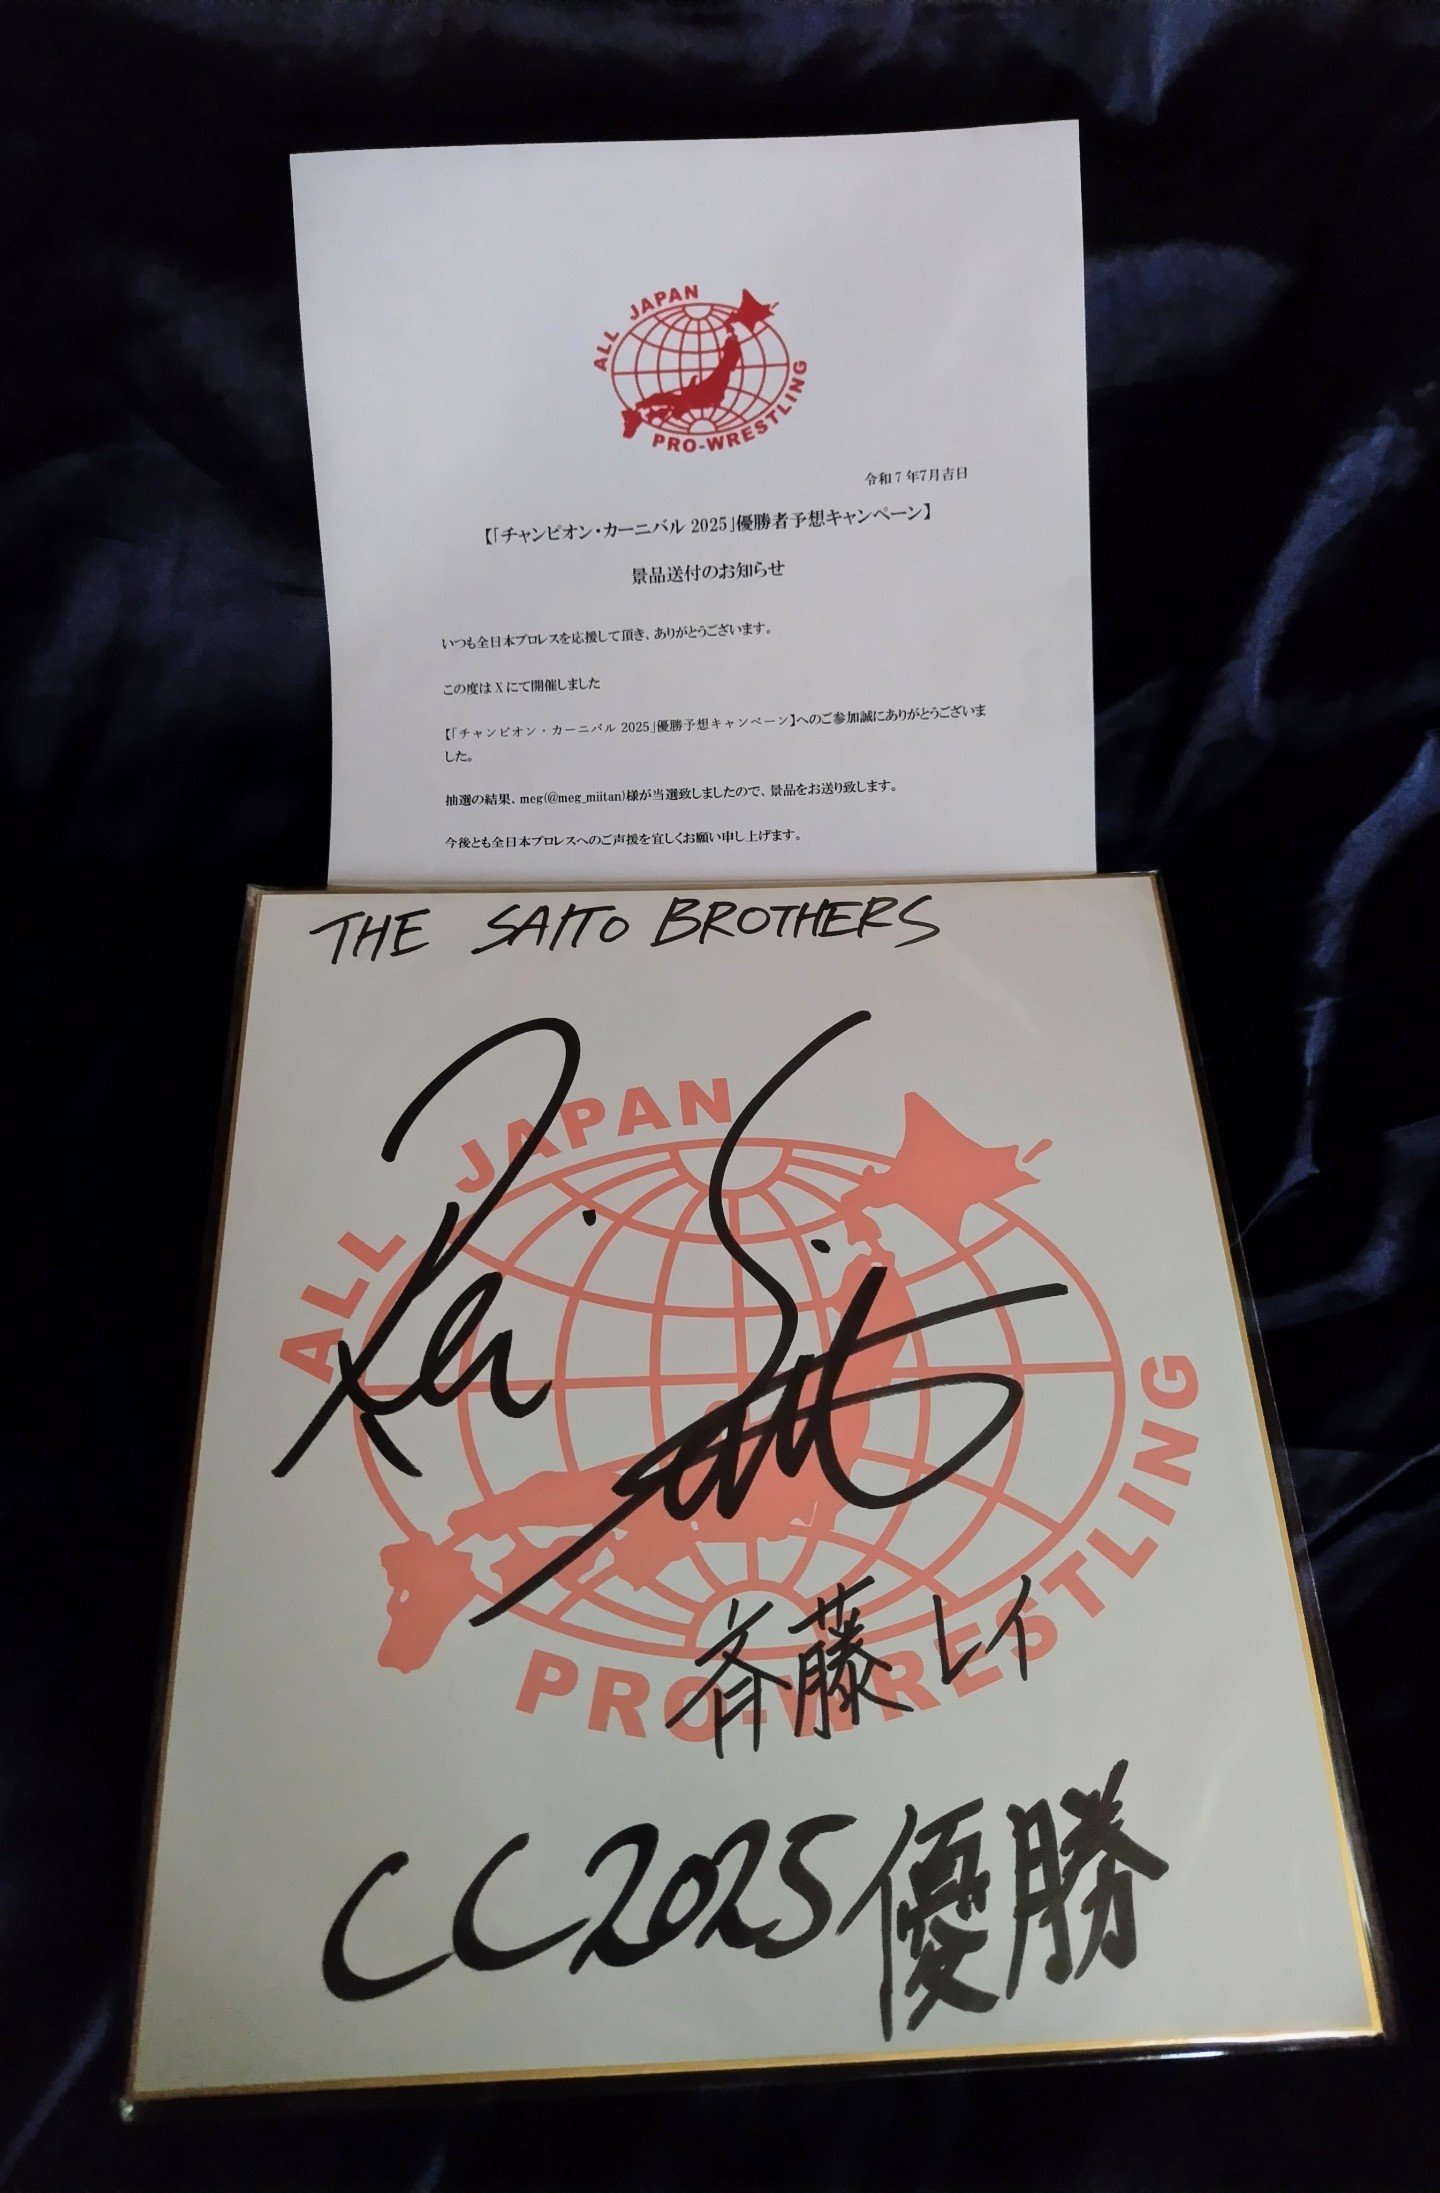 ALL JAPAN
PRO-WRESTLING
令和7年7月吉日
【「チャンピオン・カーニバル 2025」優勝者予想キャンペーン】
景品送付のお知らせ
いつも全日本プロレスを応援して頂き、ありがとうございます。
この度は X にて開催しました
【「チャンピオン・カーニバル 2025」優勝予想キャンペーン】へのご参加誠にありがとうございま
した。
抽選の結果、meg(@meg_miitan)様が当選致しましたので、景品をお送り致します。
今後とも全日本プロレスへのご声援を宜しくお願い申し上げます。
THE SAITO BROTHERS
ALL JAPAN
Rei Saito
PRO-WRESTLING
斉藤レイ
CC2025優勝